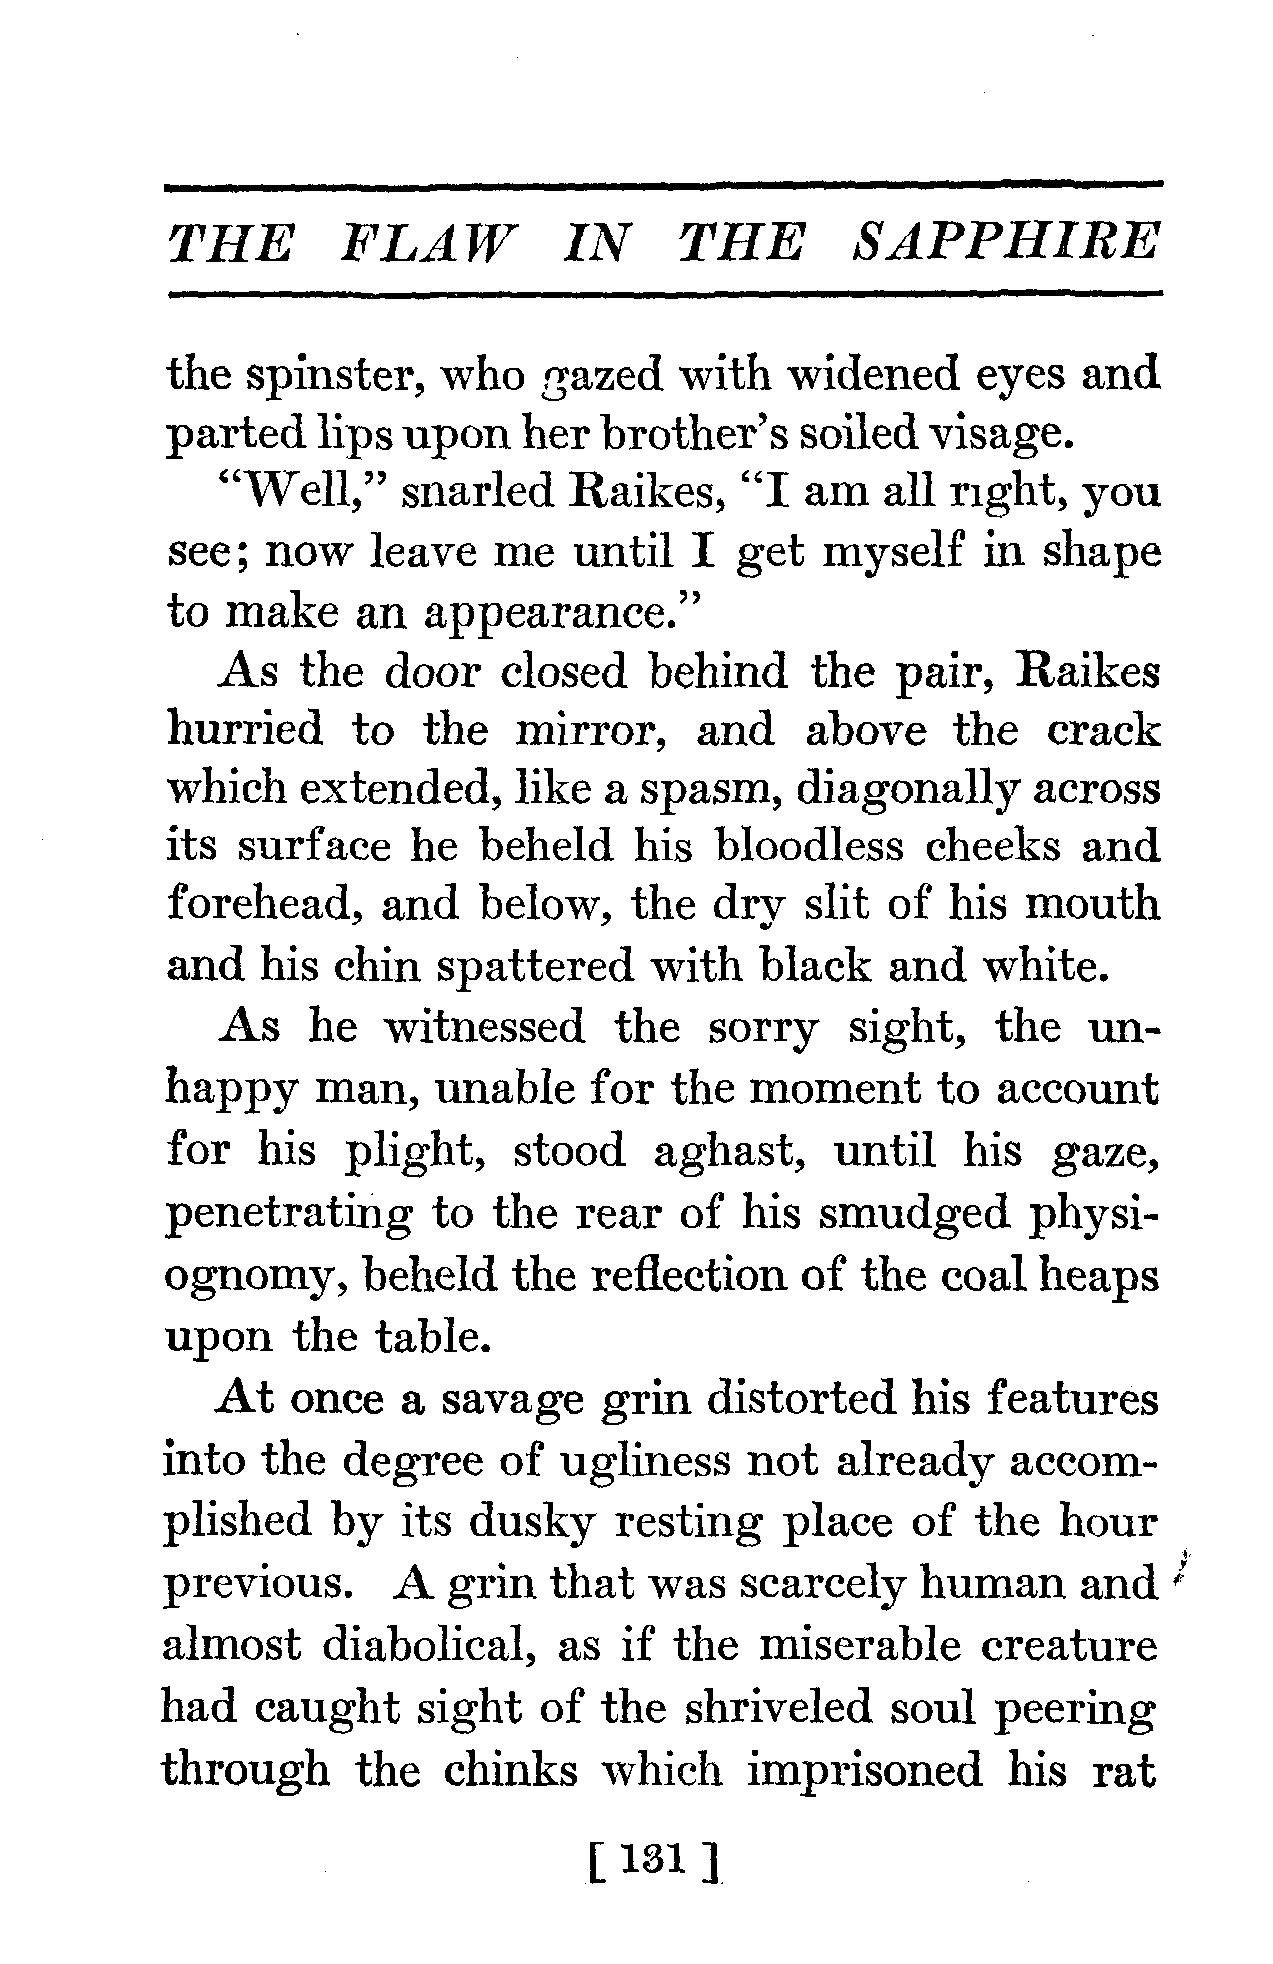 THE FLAW IN THE SAPPHIRE
the spinster, who gazed with widened eyes and
parted lips upon her brother's soiled visage.
"Well," snarled Raikes, "I am all right, you
see; now leave me until I get myself in shape
to make an appearance."
As the door closed behind the pair, Raikes
hurried to the mirror, and above the crack
which extended, like a spasm, diagonally across
its surface he beheld his bloodless cheeks and
forehead, and below, the dry slit of his mouth
and his chin spattered with black and white.
As he witnessed the sorry sight, the un-
happy man, unable for the moment to account
for his plight, stood aghast, until his gaze,
penetrating to the rear of his smudged physi-
ognomy, beheld the reflection of the coal heaps
upon the table.
At once a savage grin distorted his features
into the degree of ugliness not already accom-
plished by its dusky resting place of the hour
previous. A grin that was scarcely human and
almost diabolical, as if the miserable creature
had caught sight of the shriveled soul peering
through the chinks which imprisoned his rat
[ 131 ]